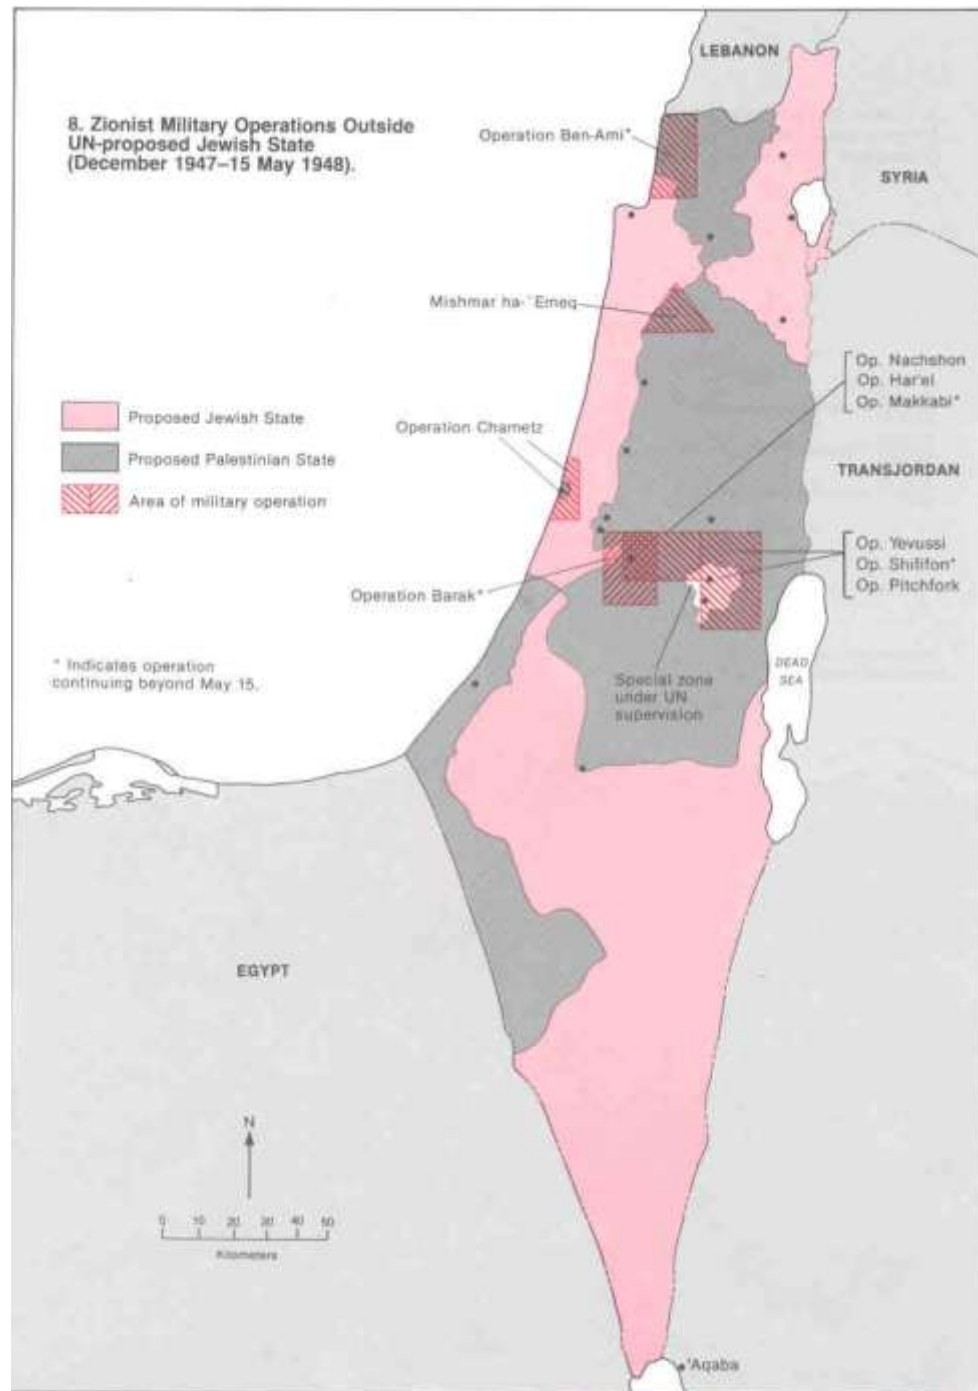 LEBANON
8. Zionist Military Operations Outside
UN-proposed Jewish State
(December 1947–15 May 1948).
Operation Ben-Ami*
SYRIA
Mishmar ha-'Emeq
Op. Nachshon
Op. Har'el
Op. Makkabi*
Proposed Jewish State
Operation Chametz
Proposed Palestinian State
TRANSJORDAN
Area of military operation
Op. Yevussi
Op. Shilifon*
Op. Pitchfork
Operation Barak*
* Indicates operation
continuing beyond May 15.
Special zone
under UN
supervision
DEAD
SEA
EGYPT
N
0 10 20 30 40 50
Kilometers
'Aqaba